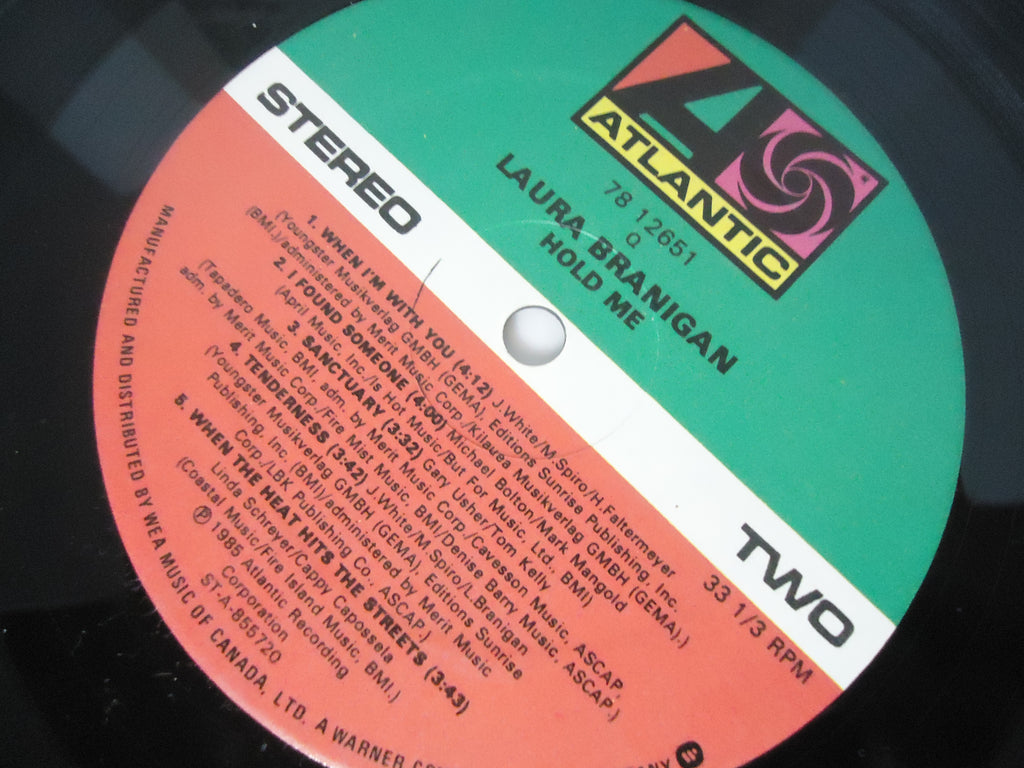 ATLANTIC
78 12651
Q
LAURA BRANIGAN
HOLD ME
STEREO
TWO
33 1/3 RPM
1. WHEN I'M WITH YOU (4:12) J.White/M.Spiro/H.Faltermeyer
(Youngster Musikverlag GMBH (GEMA), Editions Sunrise Publishing, Inc.
(BMI.)/administered by Merit Music Corp./Kilauea Musikverlag GMBH (GEMA).)
2. I FOUND SOMEONE (4:00) Michael Bolton/Mark Mangold
(April Music, Inc./Is Hot Music/But For Music, Ltd, BMI)
3. SANCTUARY (3:32) Gary Usher/Tom Kelly
(Tapadero Music, BMI. adm. by Merit Music Corp./Cavesson Music, ASCAP,
adm. by Merit Music Corp./Fire Mist Music, BMI/Denise Barry Music, ASCAP.)
4. TENDERNESS (3:42) J.White/M.Spiro/L.Branigan
(Youngster Musikverlag GMBH (GEMA), Editions Sunrise
Publishing, Inc. (BMI)/administered by Merit Music
Corp./LBK Publishing Co., ASCAP.)
5. WHEN THE HEAT HITS THE STREETS (3:43)
Linda Schreyer/Cappy Capossela
(Coastal Music/Fire Island Music, BMI.)
℗ 1985 Atlantic Recording
Corporation
ST-A-855720
MANUFACTURED AND DISTRIBUTED BY WEA MUSIC OF CANADA, LTD. A WARNER